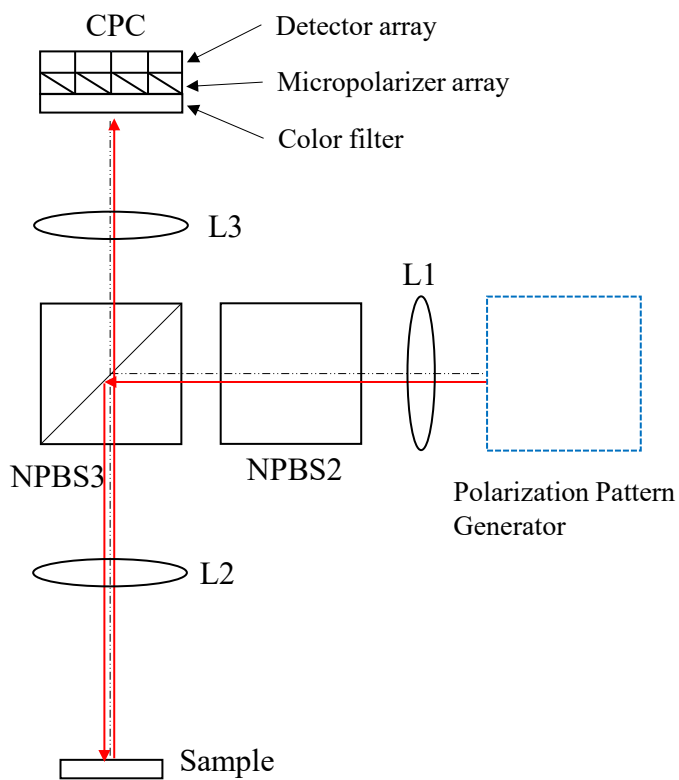 CPC
Detector array
Micropolarizer array
Color filter
L3
L1
NPBS3
NPBS2
Polarization Pattern
Generator
L2
Sample